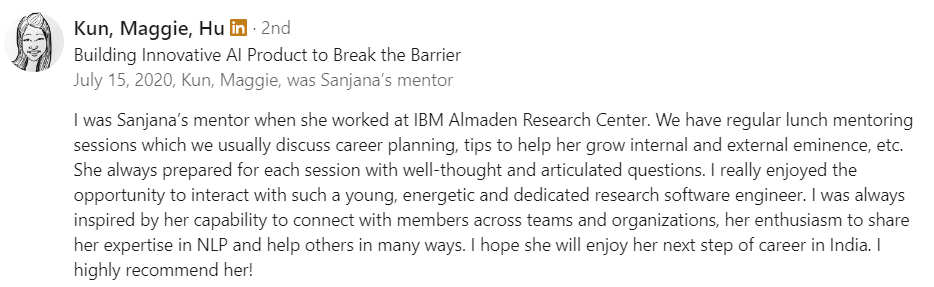 Kun, Maggie, Hu in · 2nd
Building Innovative AI Product to Break the Barrier
July 15, 2020, Kun, Maggie, was Sanjana’s mentor
I was Sanjana’s mentor when she worked at IBM Almaden Research Center. We have regular lunch mentoring
sessions which we usually discuss career planning, tips to help her grow internal and external eminence, etc.
She always prepared for each session with well-thought and articulated questions. I really enjoyed the
opportunity to interact with such a young, energetic and dedicated research software engineer. I was always
inspired by her capability to connect with members across teams and organizations, her enthusiasm to share
her expertise in NLP and help others in many ways. I hope she will enjoy her next step of career in India. I
highly recommend her!